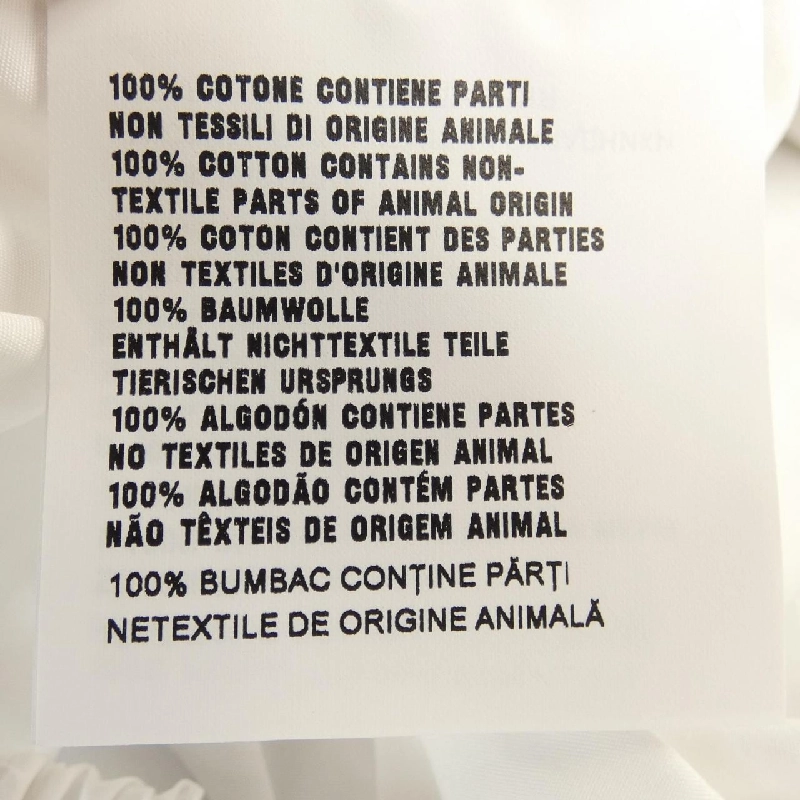 100% COTONE CONTIENE PARTI
NON TESSILI DI ORIGINE ANIMALE
100% COTTON CONTAINS NON-
TEXTILE PARTS OF ANIMAL ORIGIN
100% COTON CONTIENT DES PARTIES
NON TEXTILES D'ORIGINE ANIMALE
100% BAUMWOLLE
ENTHÄLT NICHTTEXTILE TEILE
TIERISCHEN URSPRUNGS
100% ALGODÓN CONTIENE PARTES
NO TEXTILES DE ORIGEN ANIMAL
100% ALGODÃO CONTÉM PARTES
NÃO TÊXTEIS DE ORIGEM ANIMAL
100% BUMBAC CONȚINE PĂRȚI
NETEXTILE DE ORIGINE ANIMALĂ